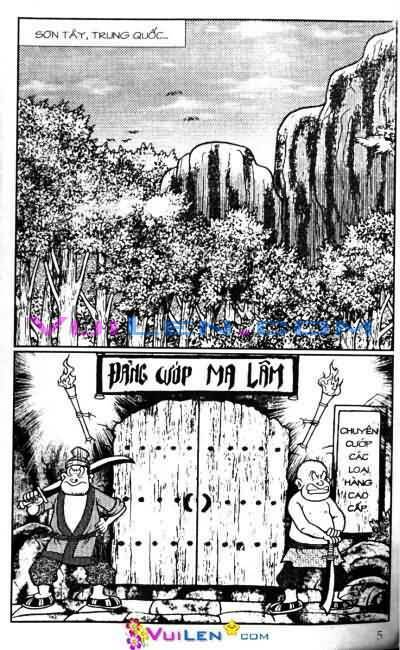 SƠN TÂY, TRUNG QUỐC...
VUILEN.COM
ĐẢNG CƯỚP MA LÂM
CHUYÊN
CƯỚP
CÁC
LOẠI
HÀNG
CAO
CẤP
5
VUILEN.COM